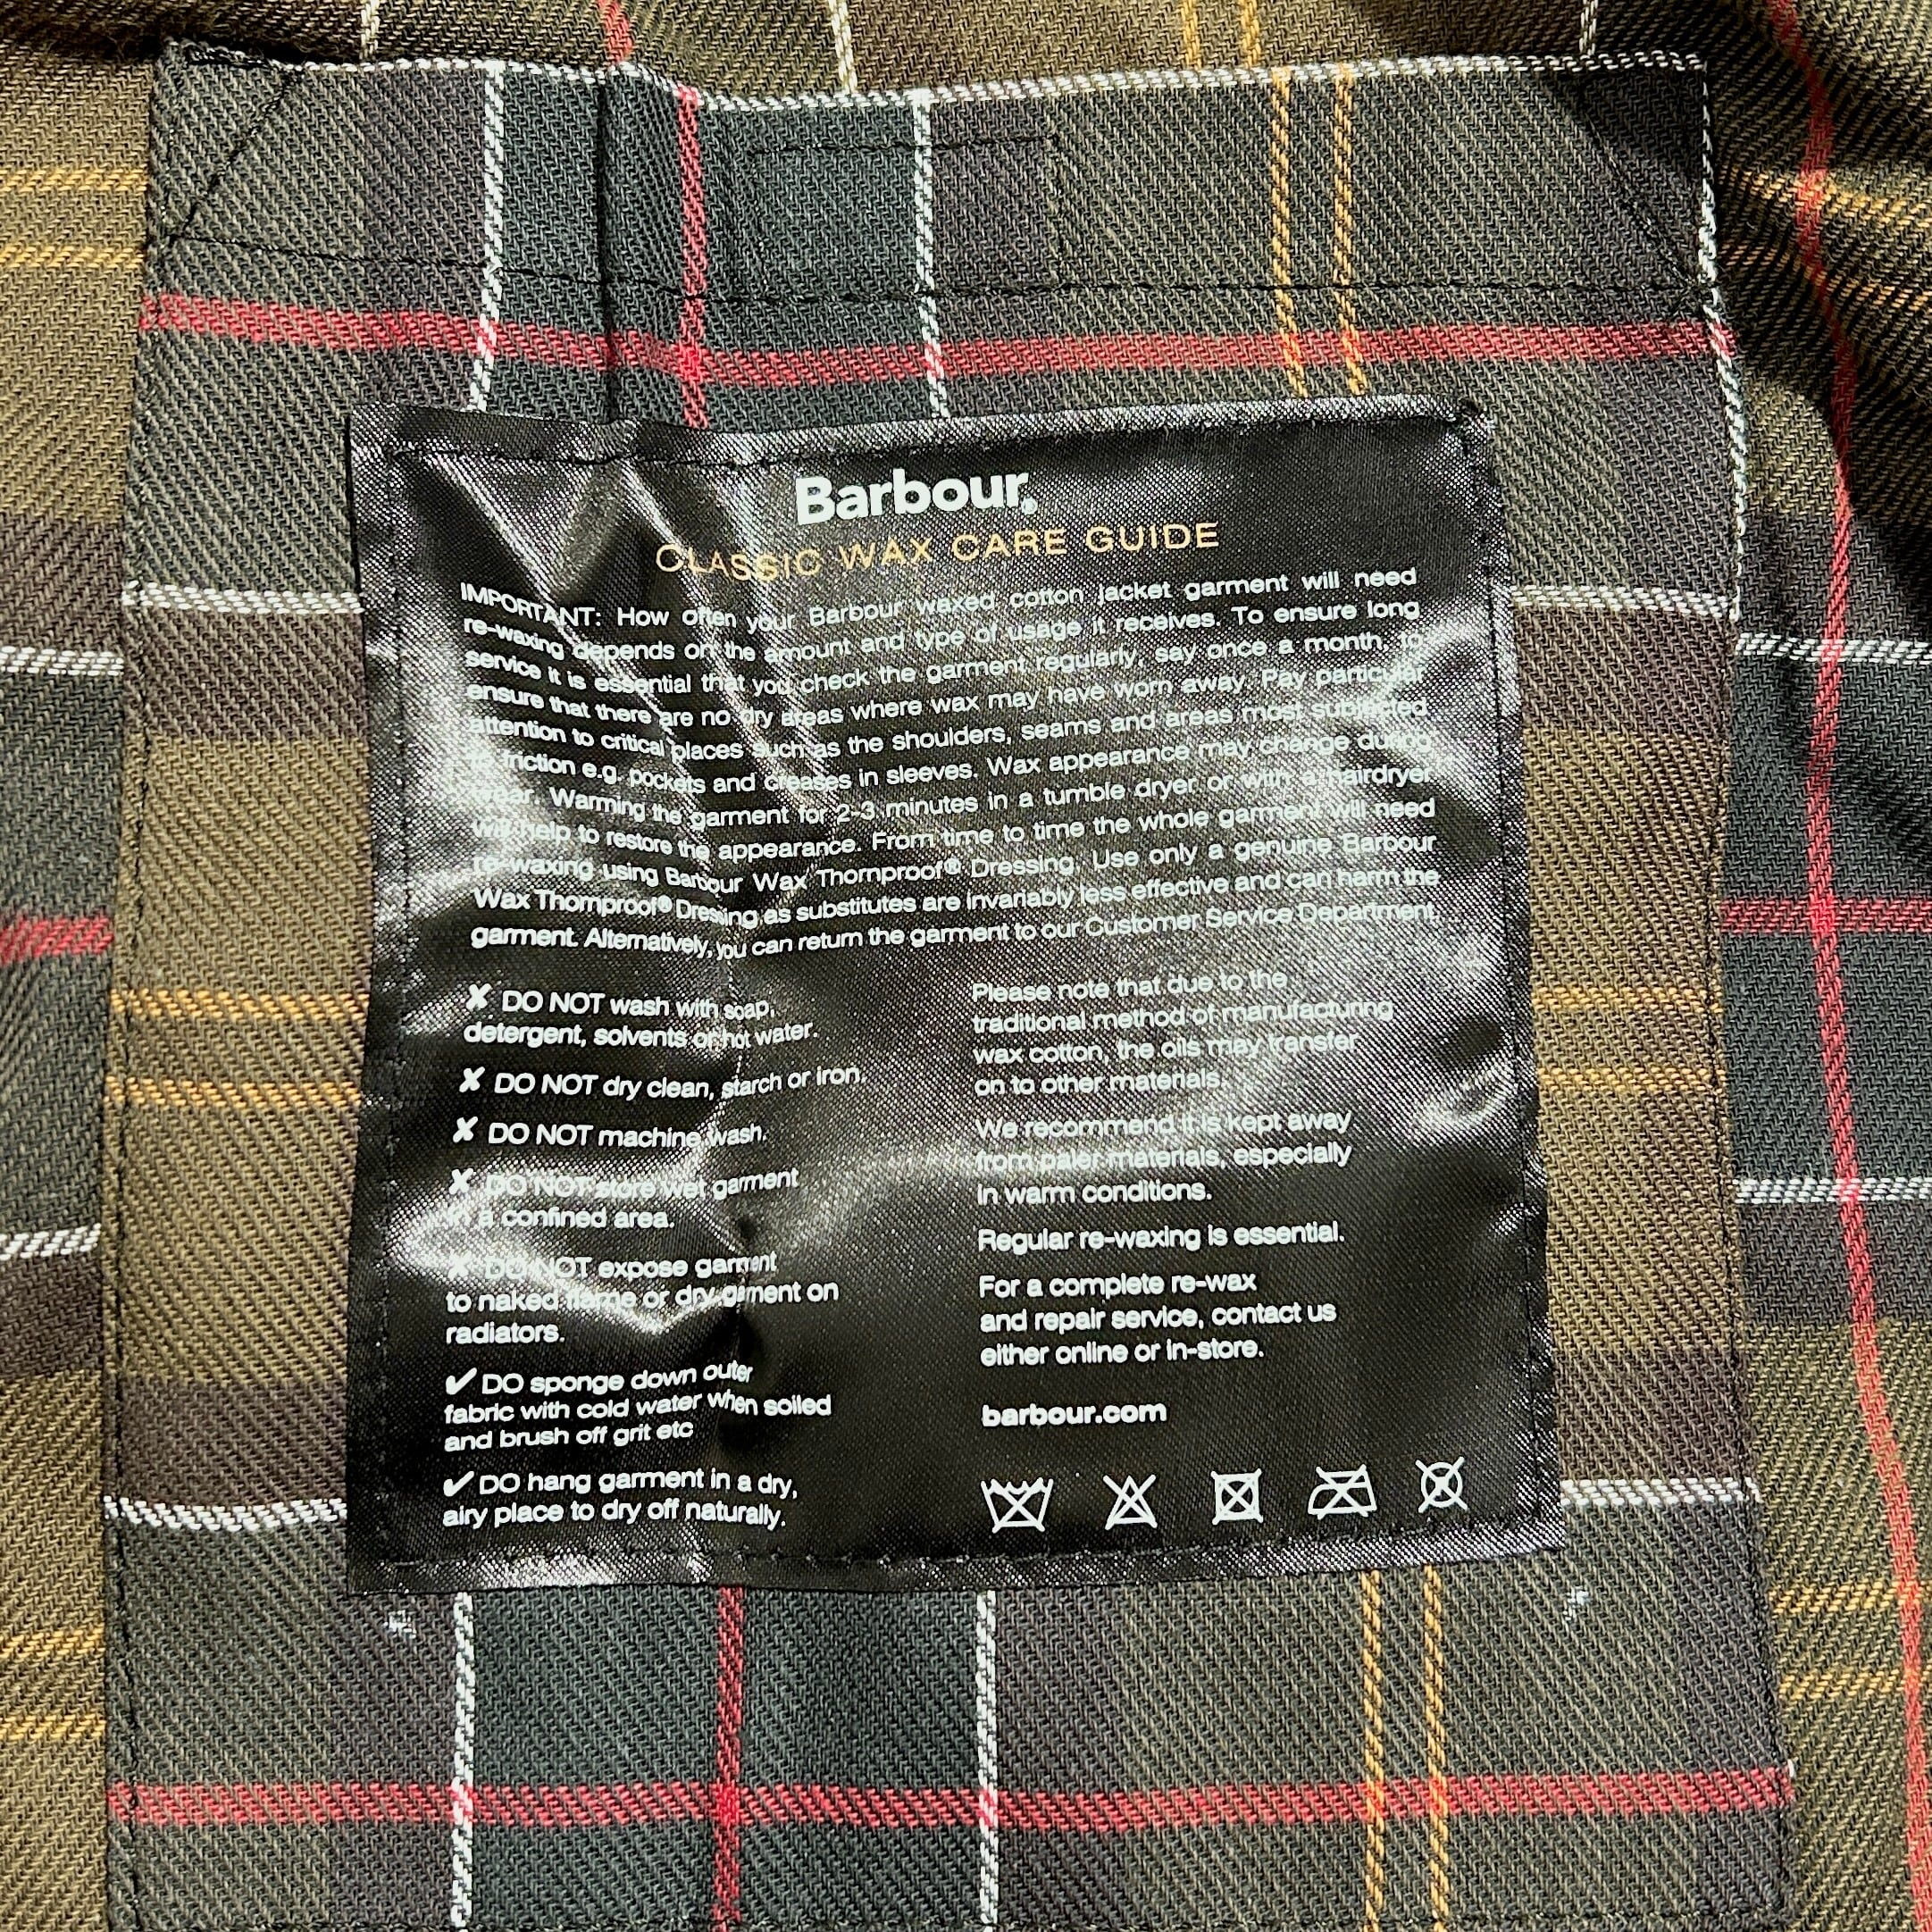 Barbour®
CLASSIC WAX CARE GUIDE
IMPORTANT: How often your Barbour waxed cotton jacket garment will need
re-waxing depends on the amount and type of usage it receives. To ensure long
service it is essential that you check the garment regularly, say once a month, to
ensure that there are no dry areas where wax may have worn away. Pay particular
attention to critical places such as the shoulders, seams and areas most subjected
to friction e.g. pockets and creases in sleeves. Wax appearance may change during
wear. Warming the garment for 2-3 minutes in a tumble dryer or with a hairdryer
will help to restore the appearance. From time to time the whole garment will need
re-waxing using Barbour Wax Thornproof® Dressing. Use only a genuine Barbour
Wax Thornproof® Dressing as substitutes are invariably less effective and can harm the
garment. Alternatively, you can return the garment to our Customer Service Department.
✘ DO NOT wash with soap,
detergent, solvents or hot water.
✘ DO NOT dry clean, starch or iron.
✘ DO NOT machine wash.
✘ DO NOT store wet garment
in a confined area.
✘ DO NOT expose garment
to naked flame or dry garment on
radiators.
✔ DO sponge down outer
fabric with cold water when soiled
and brush off grit etc
✔ DO hang garment in a dry,
airy place to dry off naturally.
Please note that due to the
traditional method of manufacturing
wax cotton, the oils may transfer
on to other materials.
We recommend it is kept away
from paler materials, especially
in warm conditions.
Regular re-waxing is essential.
For a complete re-wax
and repair service, contact us
either online or in-store.
barbour.com